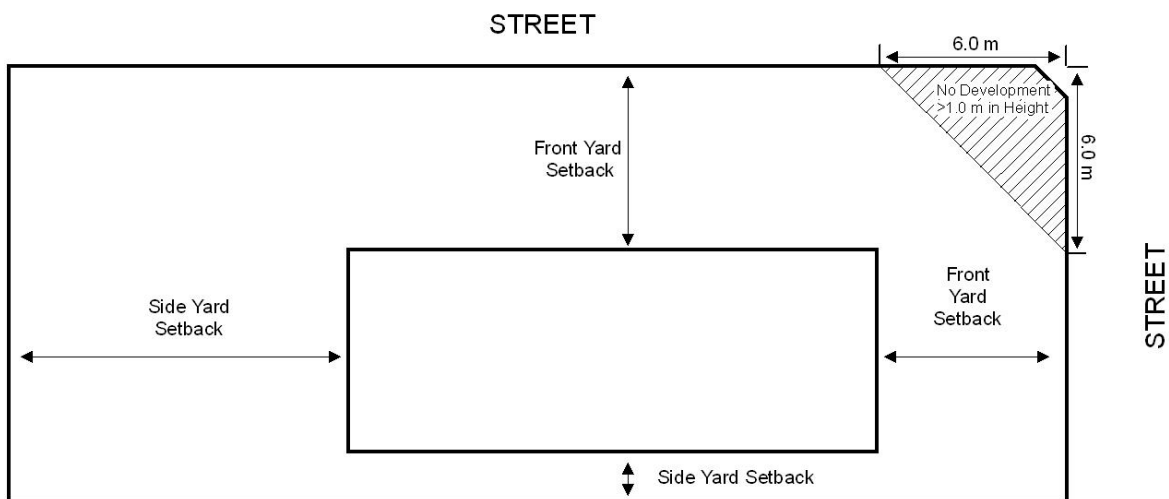 STREET
6.0 m
No Development
>1.0 m in Height
6.0 m
Front Yard
Setback
STREET
Side Yard
Setback
Front
Yard
Setback
Side Yard Setback